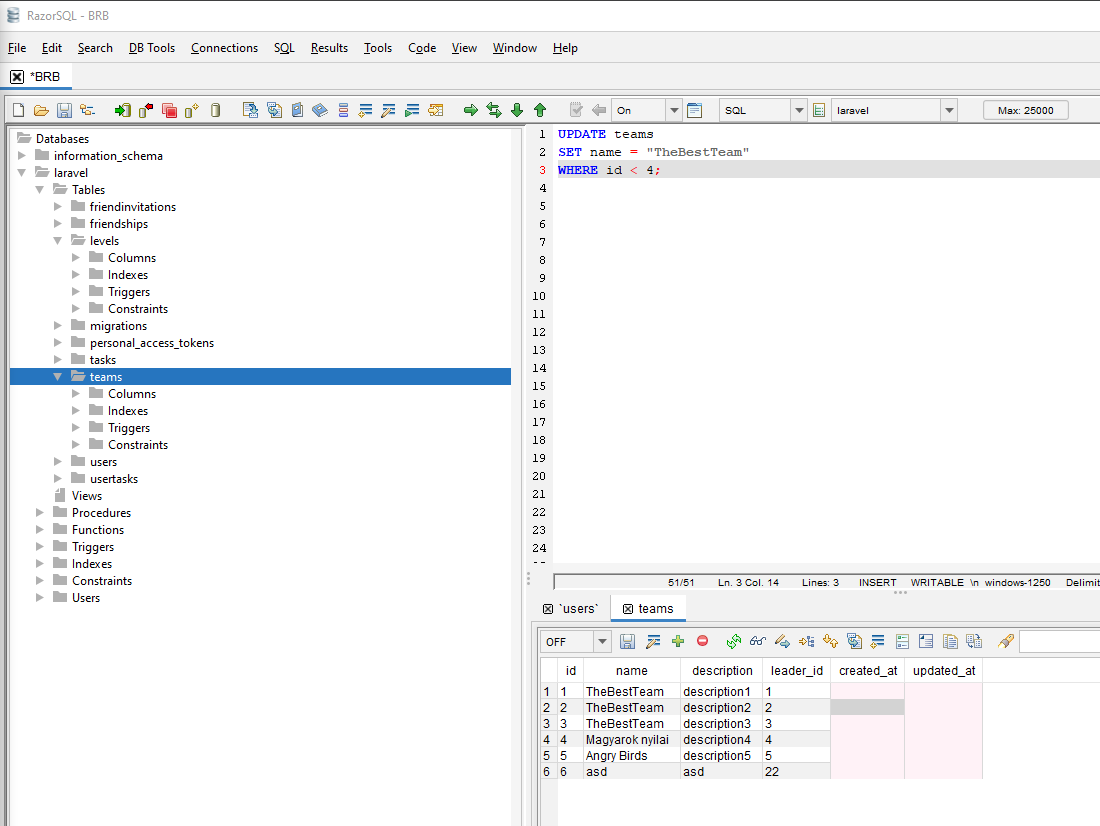 RazorSQL - BRB
File Edit Search DB Tools Connections SQL Results Tools Code View Window Help
*BRB
On SQL laravel Max: 25000
Databases
information_schema
laravel
Tables
friendinvitations
friendships
levels
Columns
Indexes
Triggers
Constraints
migrations
personal_access_tokens
tasks
teams
Columns
Indexes
Triggers
Constraints
users
usertasks
Views
Procedures
Functions
Triggers
Indexes
Constraints
Users
1 UPDATE teams
2 SET name = "TheBestTeam"
3 WHERE id < 4;
4
5
6
7
8
9
10
11
12
13
14
15
16
17
18
19
20
21
22
23
24
51/51 Ln. 3 Col. 14 Lines: 3 INSERT WRITABLE \n windows-1250 Delimit
`users` teams
OFF
id name description leader_id created_at updated_at
1 1 TheBestTeam description1 1
2 2 TheBestTeam description2 2
3 3 TheBestTeam description3 3
4 4 Magyarok nyilai description4 4
5 5 Angry Birds description5 5
6 6 asd asd 22